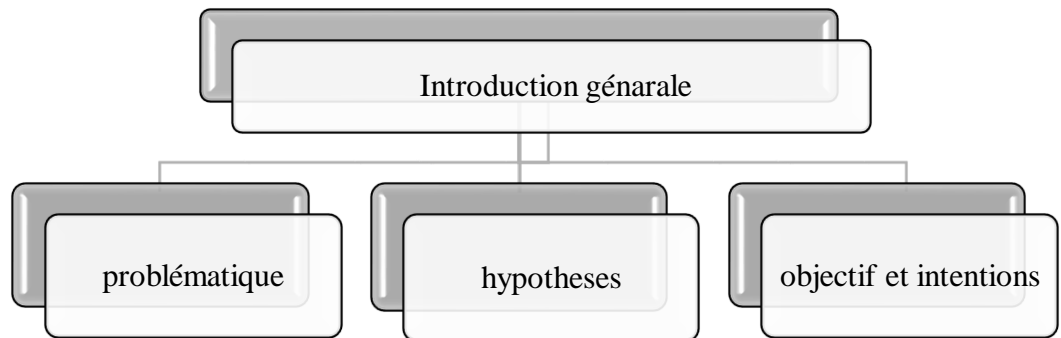 Introduction génarale
problématique
hypotheses
objectif et intentions